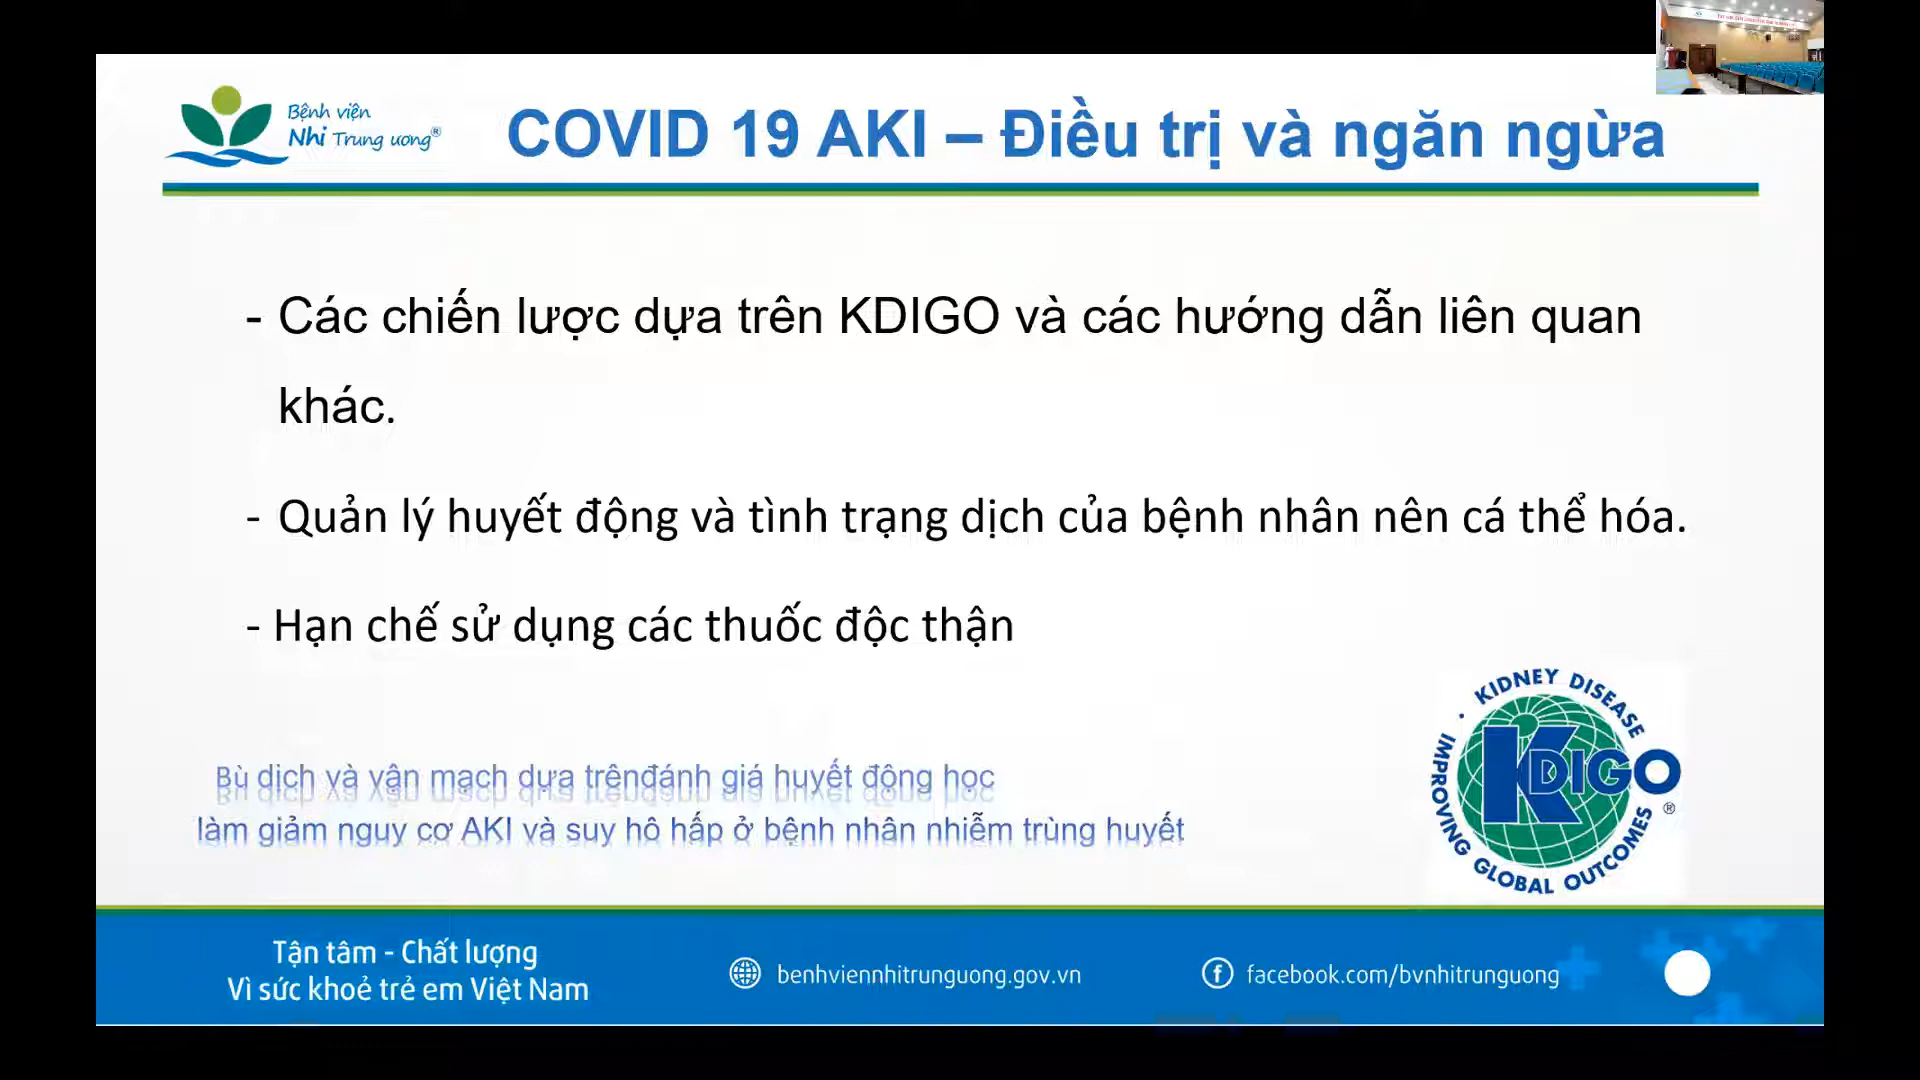 Bệnh viện
Nhi Trung ương®
COVID 19 AKI – Điều trị và ngăn ngừa
- Các chiến lược dựa trên KDIGO và các hướng dẫn liên quan
khác.
- Quản lý huyết động và tình trạng dịch của bệnh nhân nên cá thể hóa.
- Hạn chế sử dụng các thuốc độc thận
Bù dịch và vận mạch dựa trênđánh giá huyết động học
làm giảm nguy cơ AKI và suy hô hấp ở bệnh nhân nhiễm trùng huyết
KIDNEY DISEASE
KDIGO
®
IMPROVING GLOBAL OUTCOMES
Tận tâm - Chất lượng
Vì sức khoẻ trẻ em Việt Nam
benhviennhitrunguong.gov.vn
facebook.com/bvnhitrunguong